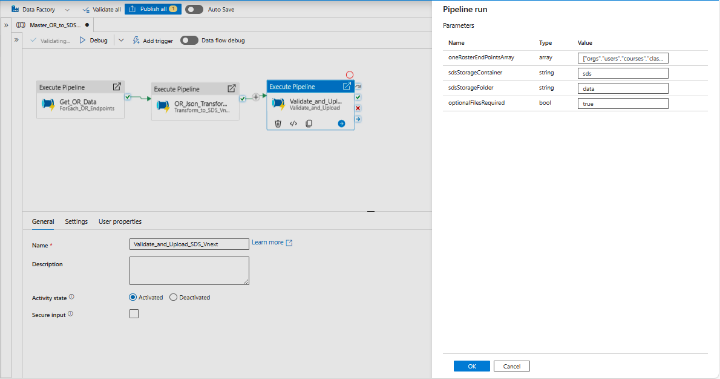 Data Factory
Validate all
Publish all 1
Auto Save
Master_OR_to_SDS...
Validating...
Debug
Add trigger
Data flow debug
Execute Pipeline
Get_OR_Data
ForEach_OR_Endpoints
Execute Pipeline
OR_Json_Transfor...
Transform_to_SDS_Vn...
Execute Pipeline
Validate_and_Upl...
Validate_and_Upload
General
Settings
User properties
Name *
Validate_and_Upload_SDS_Vnext
Learn more
Description
Activity state
Activated
Deactivated
Secure input
Pipeline run
Parameters
Name Type Value
oneRosterEndPointsArray array ["orgs","users","courses","clas...
sdsStorageContainer string sds
sdsStorageFolder string data
optionalFilesRequired bool true
OK
Cancel